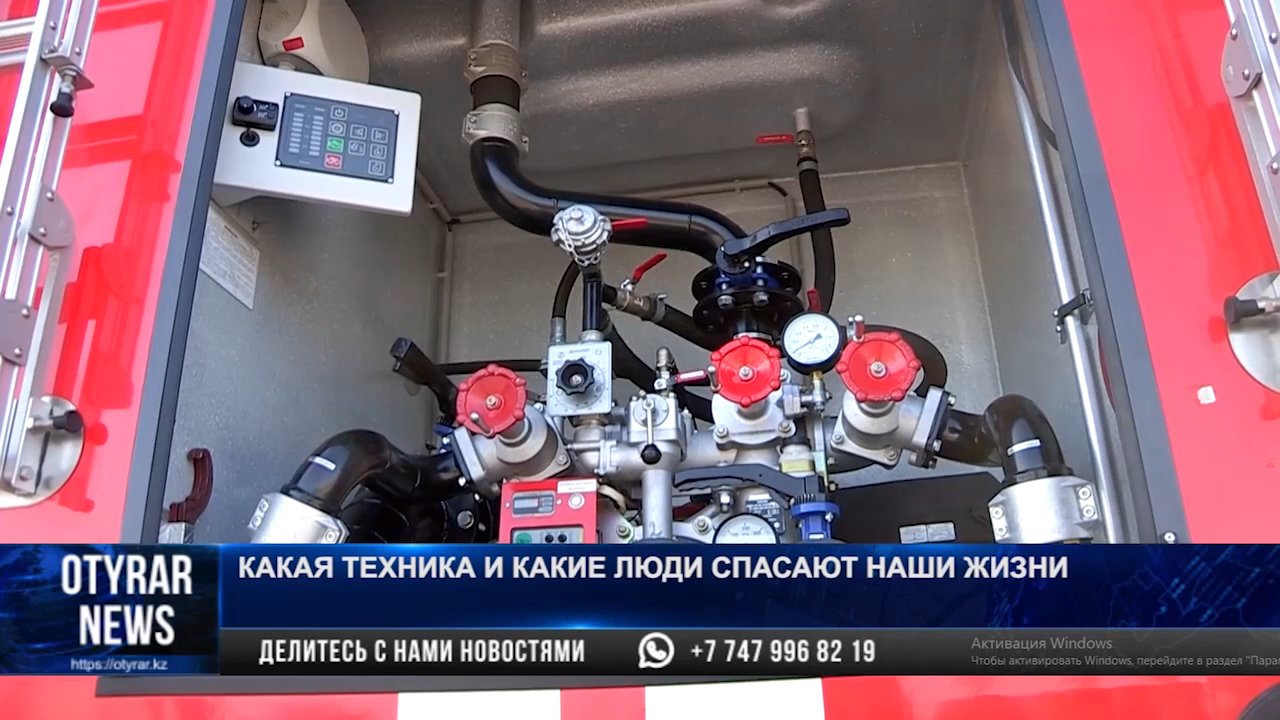 OTYRAR
NEWS
https://otyrar.kz
КАКАЯ ТЕХНИКА И КАКИЕ ЛЮДИ СПАСАЮТ НАШИ ЖИЗНИ
ДЕЛИТЕСЬ С НАМИ НОВОСТЯМИ
+7 747 996 82 19
Активация Windows
Чтобы активировать Windows, перейдите в раздел "Пара